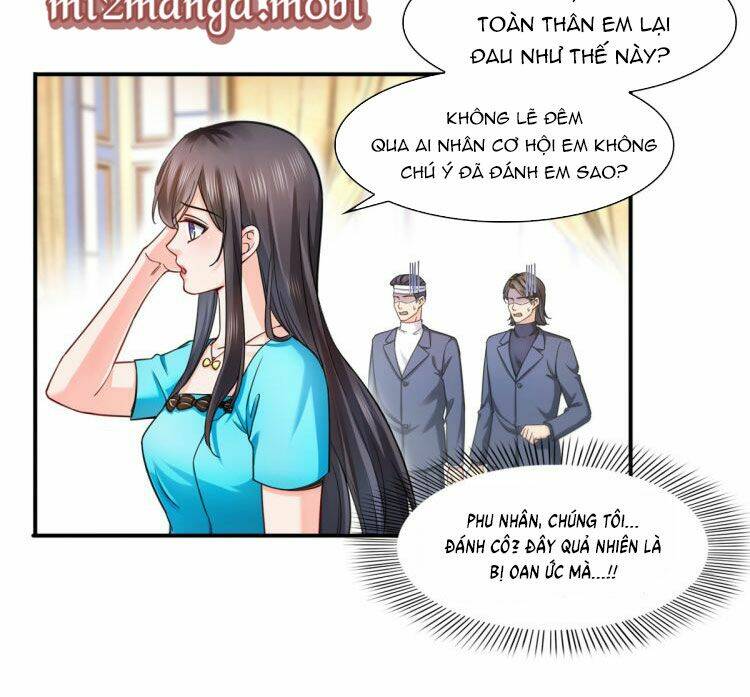 mt2manga.mobi
TOÀN THÂN EM LẠI
ĐAU NHƯ THẾ NÀY?
KHÔNG LẼ ĐÊM
QUA AI NHÂN CƠ HỘI EM KHÔNG
CHÚ Ý ĐÃ ĐÁNH EM SAO?
PHU NHÂN, CHÚNG TÔI...
ĐÁNH CÔ? ĐÂY QUẢ NHIÊN LÀ
BỊ OAN ỨC MÀ...!!